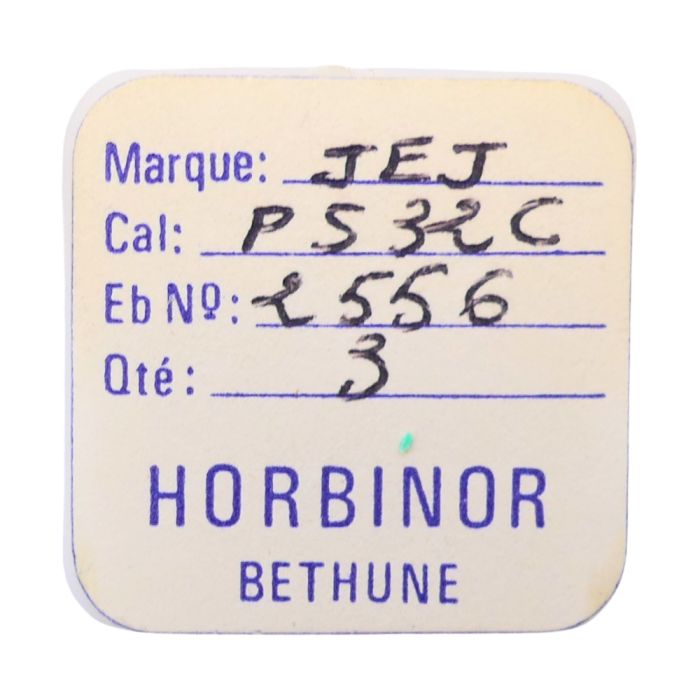 Marque: JEJ
Cal: PS32C
Eb Nº: 2556
Qté: 3
HORBINOR
BETHUNE